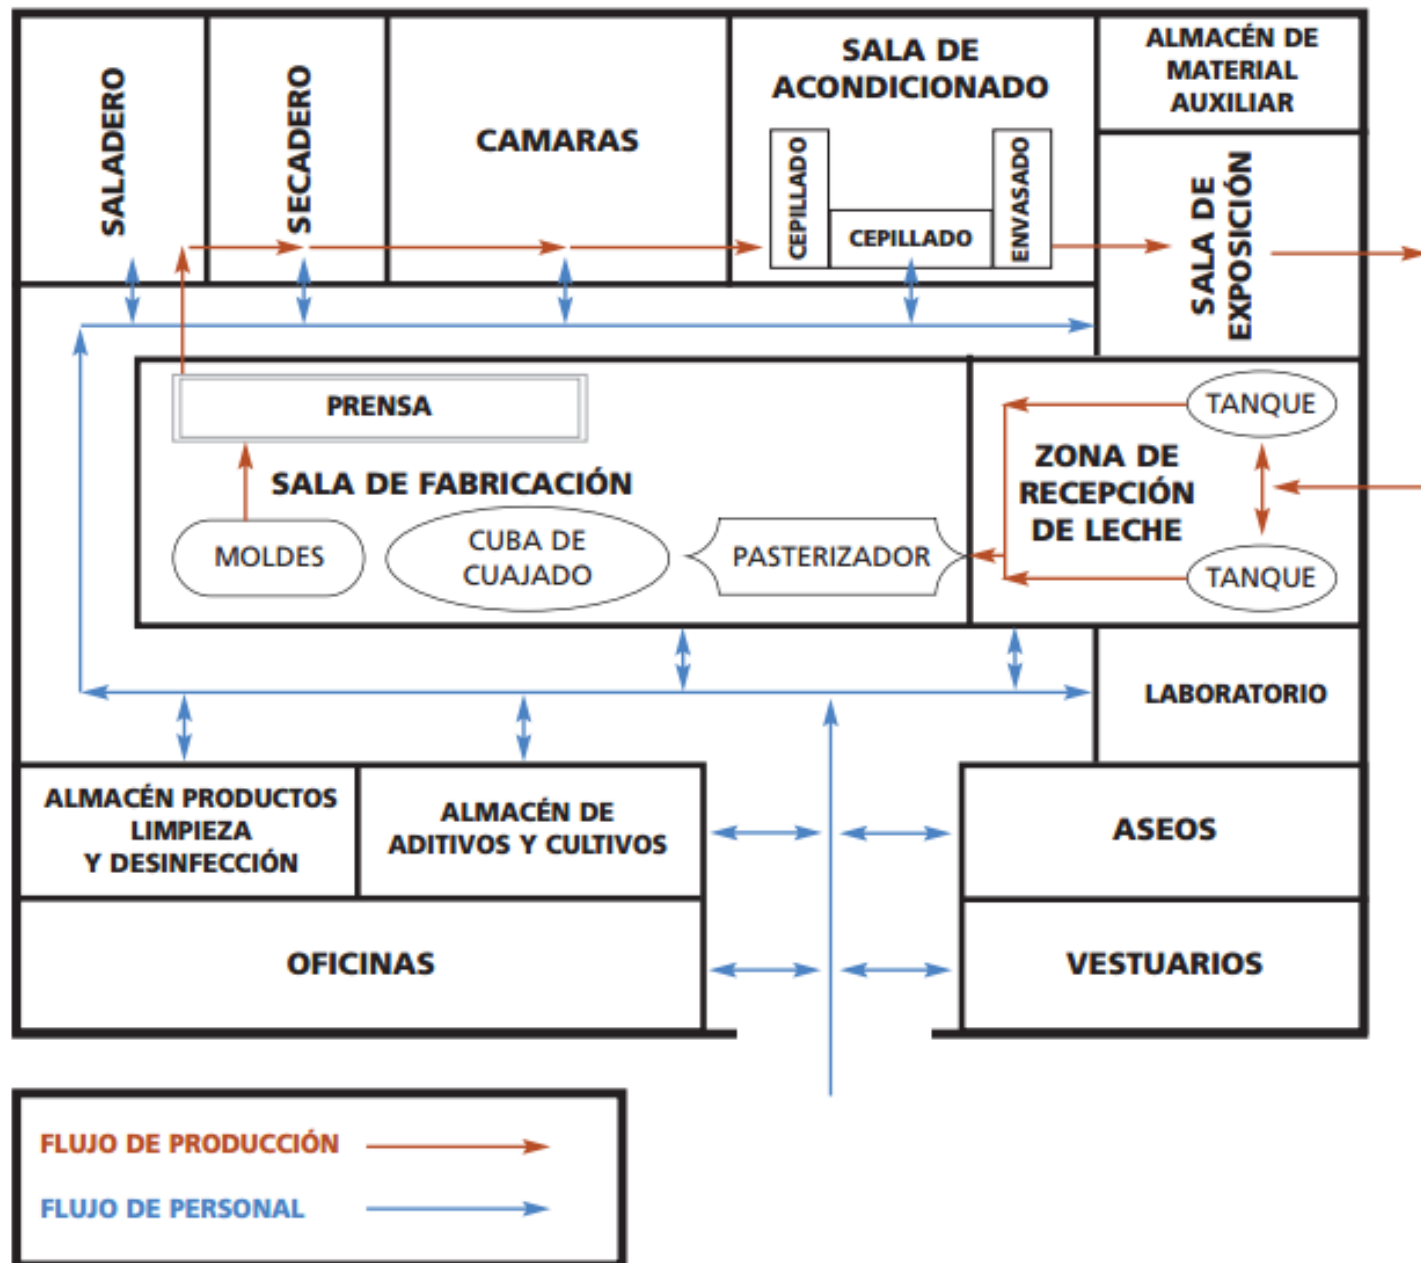 SALADERO
SECADERO
CAMARAS
SALA DE
ACONDICIONADO
CEPILLADO
CEPILLADO
ENVASADO
ALMACÉN DE
MATERIAL
AUXILIAR
SALA DE
EXPOSICIÓN
PRENSA
SALA DE FABRICACIÓN
MOLDES
CUBA DE
CUAJADO
PASTERIZADOR
ZONA DE
RECEPCIÓN
DE LECHE
TANQUE
TANQUE
LABORATORIO
ALMACÉN PRODUCTOS
LIMPIEZA
Y DESINFECCIÓN
ALMACÉN DE
ADITIVOS Y CULTIVOS
ASEOS
OFICINAS
VESTUARIOS
FLUJO DE PRODUCCIÓN
FLUJO DE PERSONAL